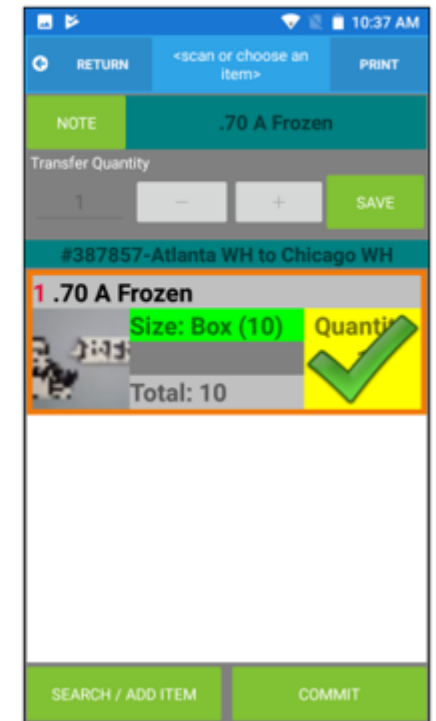 10:37 AM
RETURN
<scan or choose an
item>
PRINT
NOTE
.70 A Frozen
Transfer Quantity
1
−
+
SAVE
#387857-Atlanta WH to Chicago WH
1 .70 A Frozen
Size: Box (10)
Total: 10
SEARCH / ADD ITEM
COMMIT